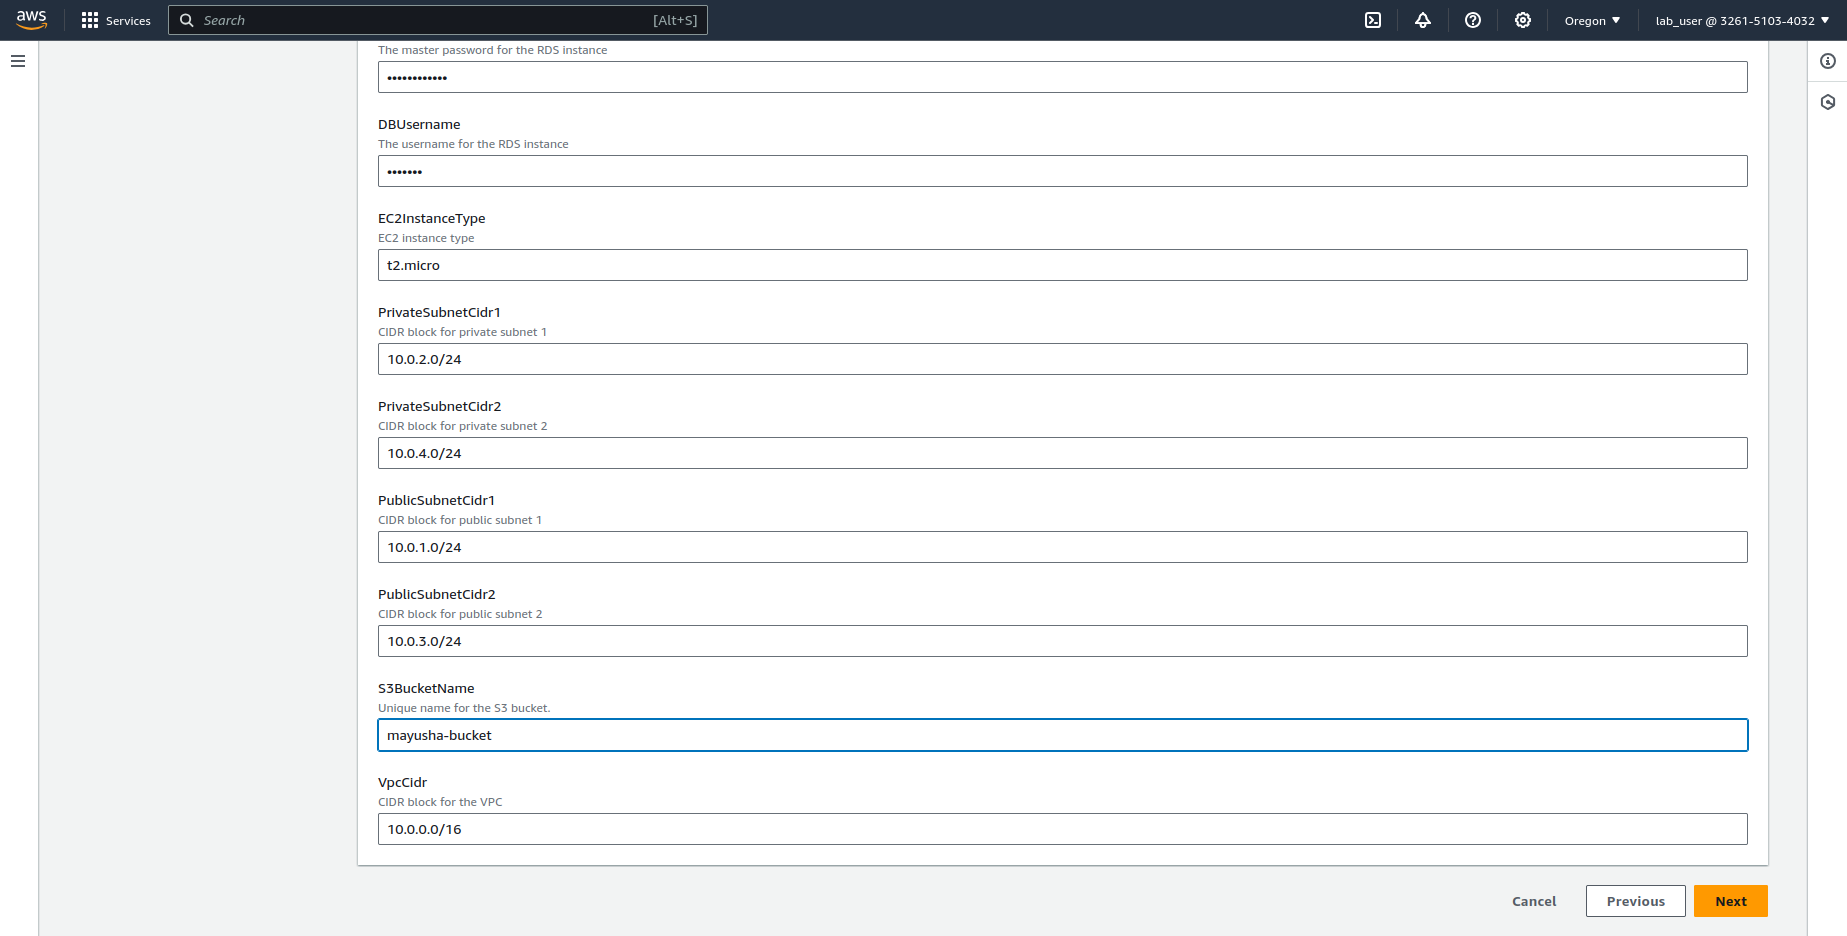 aws Services Search [Alt+S] Oregon lab_user @ 3261-5103-4032
The master password for the RDS instance
••••••••••••
DBUsername
The username for the RDS instance
•••••••
EC2InstanceType
EC2 instance type
t2.micro
PrivateSubnetCidr1
CIDR block for private subnet 1
10.0.2.0/24
PrivateSubnetCidr2
CIDR block for private subnet 2
10.0.4.0/24
PublicSubnetCidr1
CIDR block for public subnet 1
10.0.1.0/24
PublicSubnetCidr2
CIDR block for public subnet 2
10.0.3.0/24
S3BucketName
Unique name for the S3 bucket.
mayusha-bucket
VpcCidr
CIDR block for the VPC
10.0.0.0/16
Cancel Previous Next